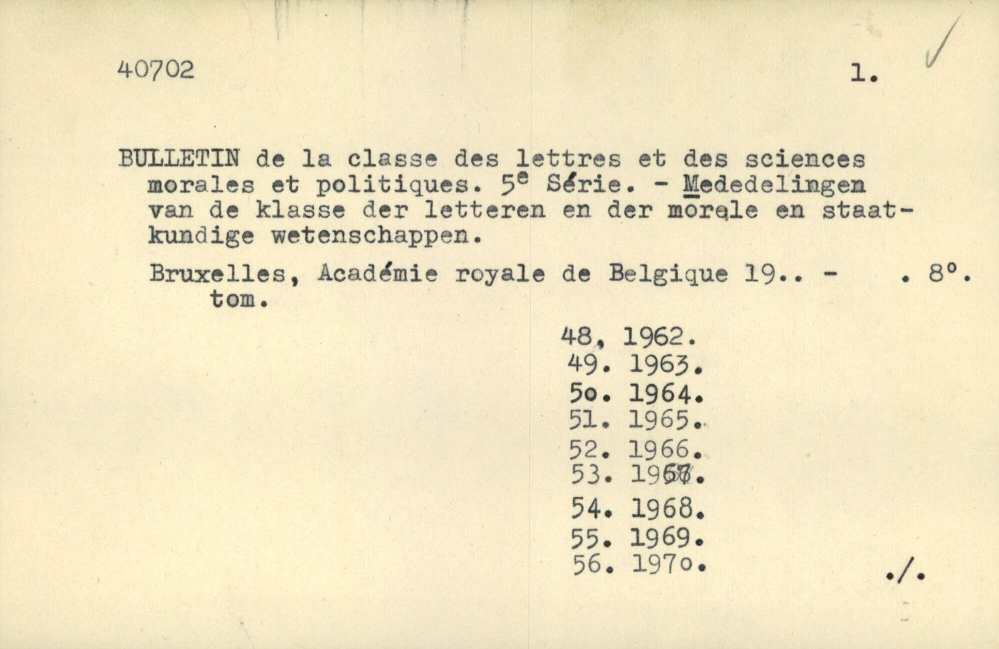 40702
1.
BULLETIN de la classe des lettres et des sciences
morales et politiques. 5e Série. - Mededelingen
van de klasse der letteren en der morele en staat-
kundige wetenschappen.
Bruxelles, Académie royale de Belgique 19.. - . 8°.
tom.
48, 1962.
49. 1963.
50. 1964.
51. 1965.
52. 1966.
53. 1967.
54. 1968.
55. 1969.
56. 1970.
./.